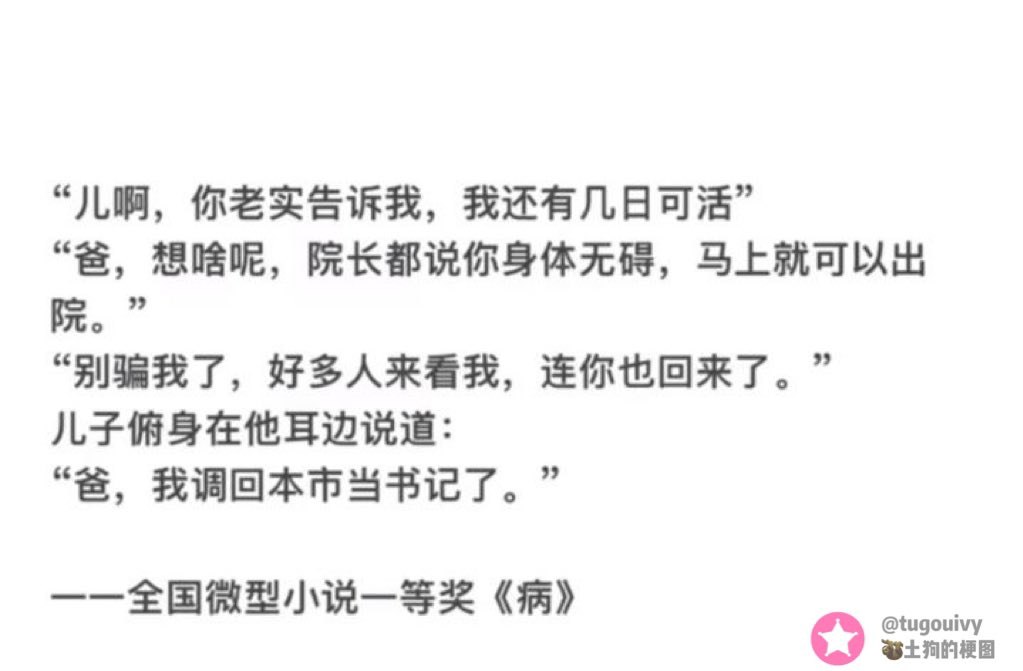 “儿啊，你老实告诉我，我还有几日可活”
“爸，想啥呢，院长都说你身体无碍，马上就可以出
院。”
“别骗我了，好多人来看我，连你也回来了。”
儿子俯身在他耳边说道：
“爸，我调回本市当书记了。”
一一全国微型小说一等奖《病》
@tugouivy
土狗的梗图